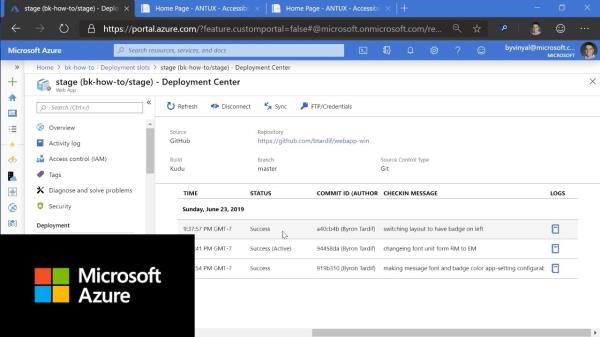 stage (bk-how-to/stage) - Deplo
Home Page - ANTUX - Accessibl
Home Page - ANTUX - Accessibl
https://portal.azure.com/?feature.customportal=false#@microsoft.onmicrosoft.com/re...
Microsoft Azure
Search resources, services, and docs
byvinyal@microsoft.c...
MICROSOFT
Home > bk-how-to - Deployment slots > stage (bk-how-to/stage) - Deployment Center
stage (bk-how-to/stage) - Deployment Center
Web App
Search (Ctrl+/)
Refresh
Disconnect
Sync
FTP/Credentials
Overview
Activity log
Access control (IAM)
Tags
Diagnose and solve problems
Security
Deployment
Source
GitHub
Repository
https://github.com/btardif/webapp-win
Build
Kudu
Branch
master
Source Control Type
Git
TIME STATUS COMMIT ID (AUTHOR CHECKIN MESSAGE LOGS
Sunday, June 23, 2019
9:37:57 PM GMT-7 Success a40cb4b (Byron Tardif) switching layout to have badge on left
:41 PM GMT-7 Success (Active) 94458da (Byron Tardif) changeing font unit form RM to EM
:54 PM GMT-7 Success 919b310 (Byron Tardif) making message font and badge color app-setting configurab
Microsoft
Azure